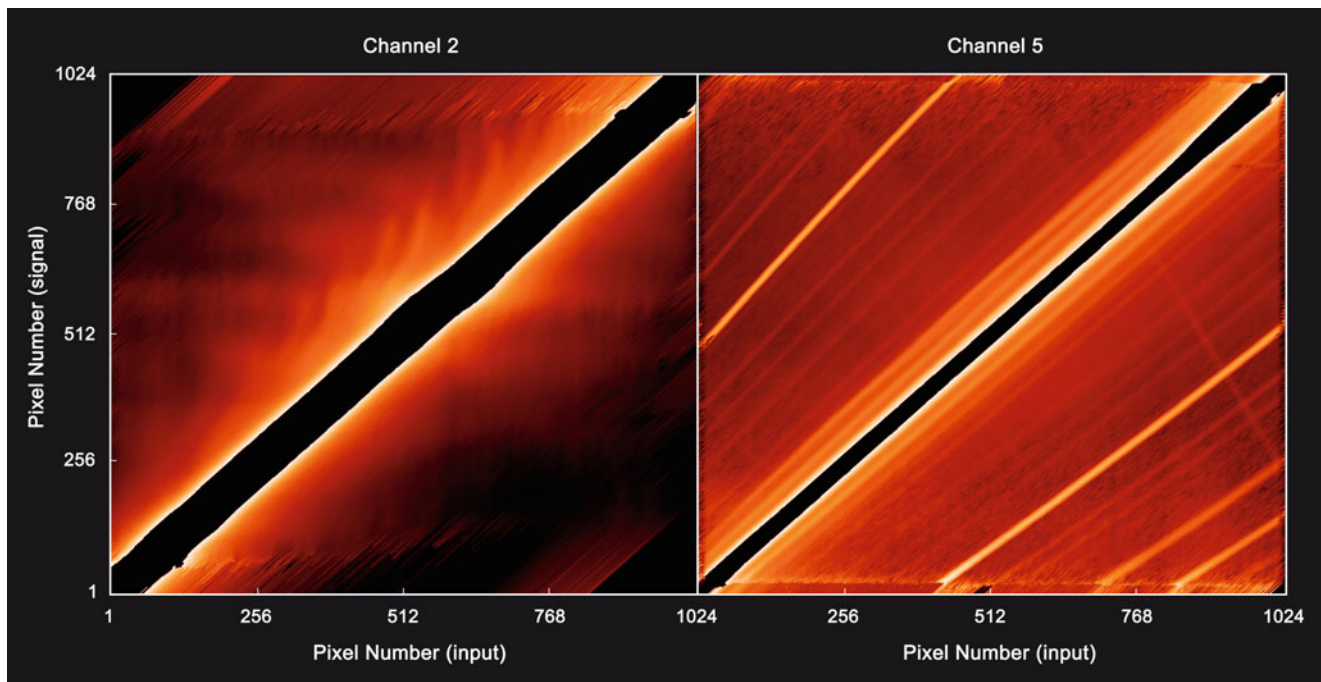 Channel 2
Channel 5
1024
768
512
256
1
Pixel Number (signal)
1
256
512
768
1024
256
512
768
1024
Pixel Number (input)
Pixel Number (input)